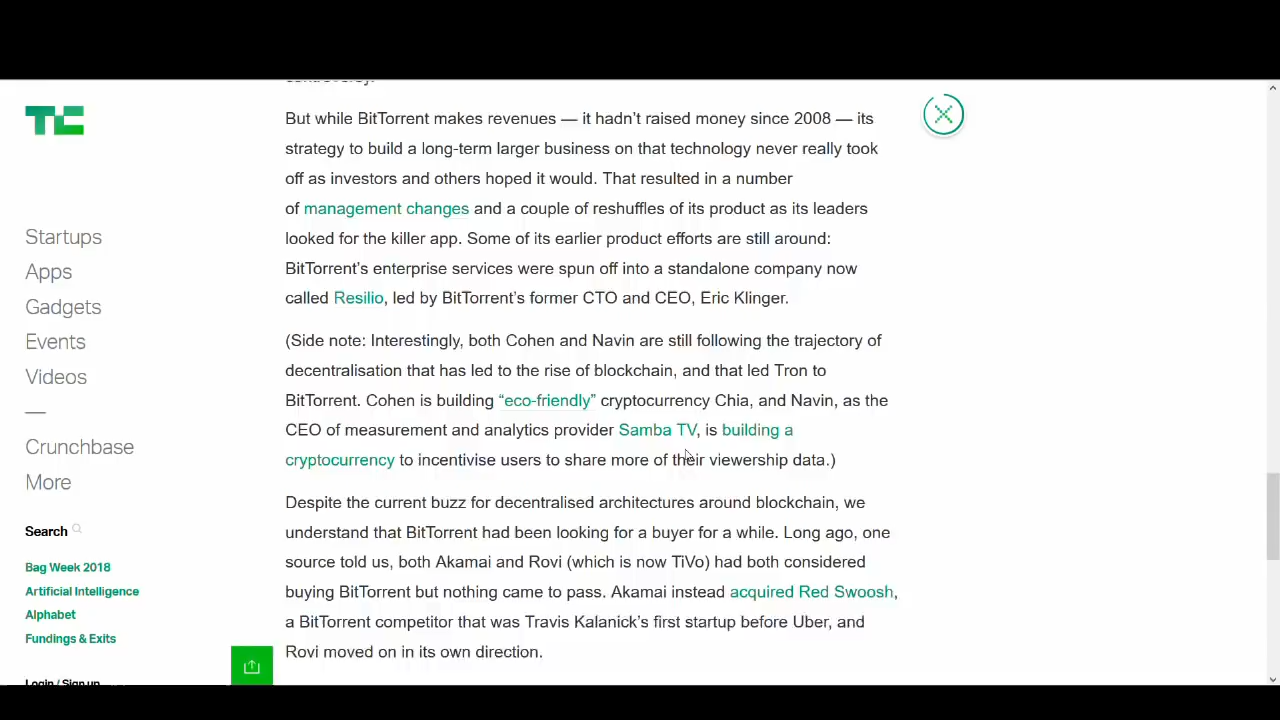 TC
Startups
Apps
Gadgets
Events
Videos
—
Crunchbase
More
Search
Bag Week 2018
Artificial Intelligence
Alphabet
Fundings & Exits
Login / Sign up
controversy.
But while BitTorrent makes revenues — it hadn't raised money since 2008 — its
strategy to build a long-term larger business on that technology never really took
off as investors and others hoped it would. That resulted in a number
of management changes and a couple of reshuffles of its product as its leaders
looked for the killer app. Some of its earlier product efforts are still around:
BitTorrent's enterprise services were spun off into a standalone company now
called Resilio, led by BitTorrent's former CTO and CEO, Eric Klinger.
(Side note: Interestingly, both Cohen and Navin are still following the trajectory of
decentralisation that has led to the rise of blockchain, and that led Tron to
BitTorrent. Cohen is building “eco-friendly” cryptocurrency Chia, and Navin, as the
CEO of measurement and analytics provider Samba TV, is building a
cryptocurrency to incentivise users to share more of their viewership data.)
Despite the current buzz for decentralised architectures around blockchain, we
understand that BitTorrent had been looking for a buyer for a while. Long ago, one
source told us, both Akamai and Rovi (which is now TiVo) had both considered
buying BitTorrent but nothing came to pass. Akamai instead acquired Red Swoosh,
a BitTorrent competitor that was Travis Kalanick's first startup before Uber, and
Rovi moved on in its own direction.